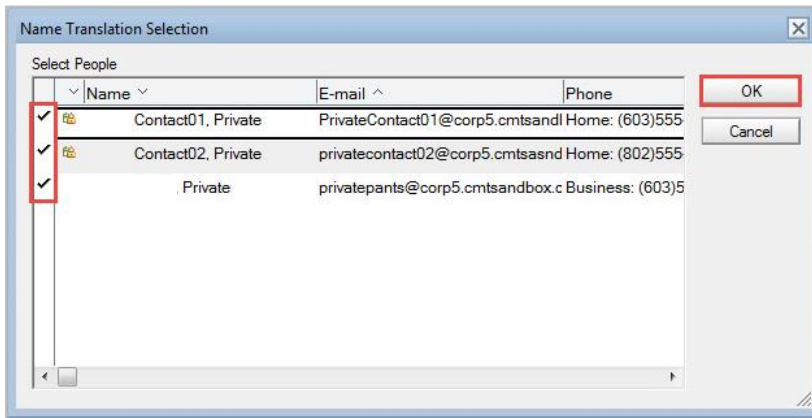 Name Translation Selection
Select People
Name E-mail Phone
OK
Contact01, Private PrivateContact01@corp5.cmtsandl Home: (603)555-
Cancel
Contact02, Private privatecontact02@corp5.cmtsasnd Home: (802)555-
, Private privatepants@corp5.cmtsandbox.c Business: (603)5